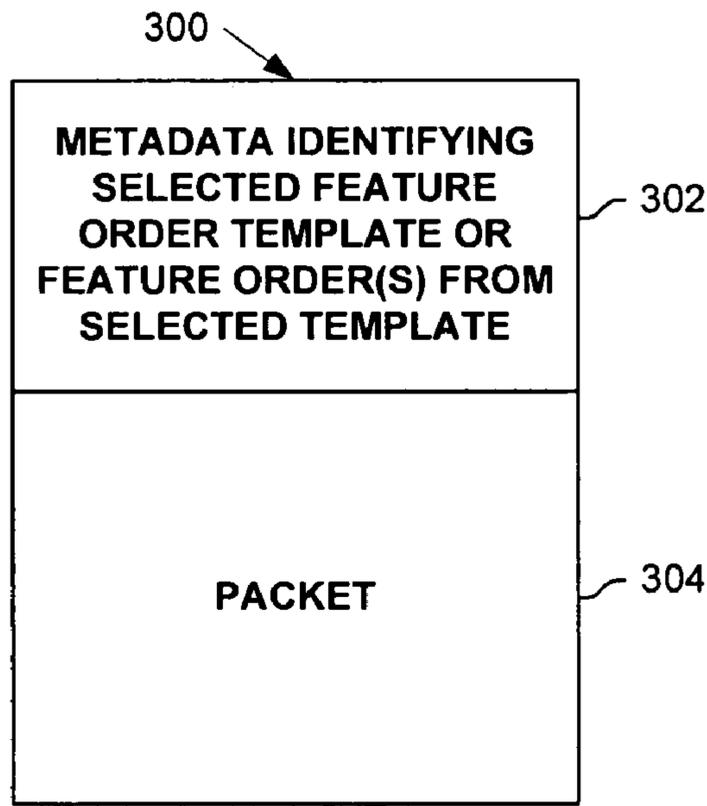 300
METADATA IDENTIFYING
SELECTED FEATURE
ORDER TEMPLATE OR
FEATURE ORDER(S) FROM
SELECTED TEMPLATE
302
PACKET
304